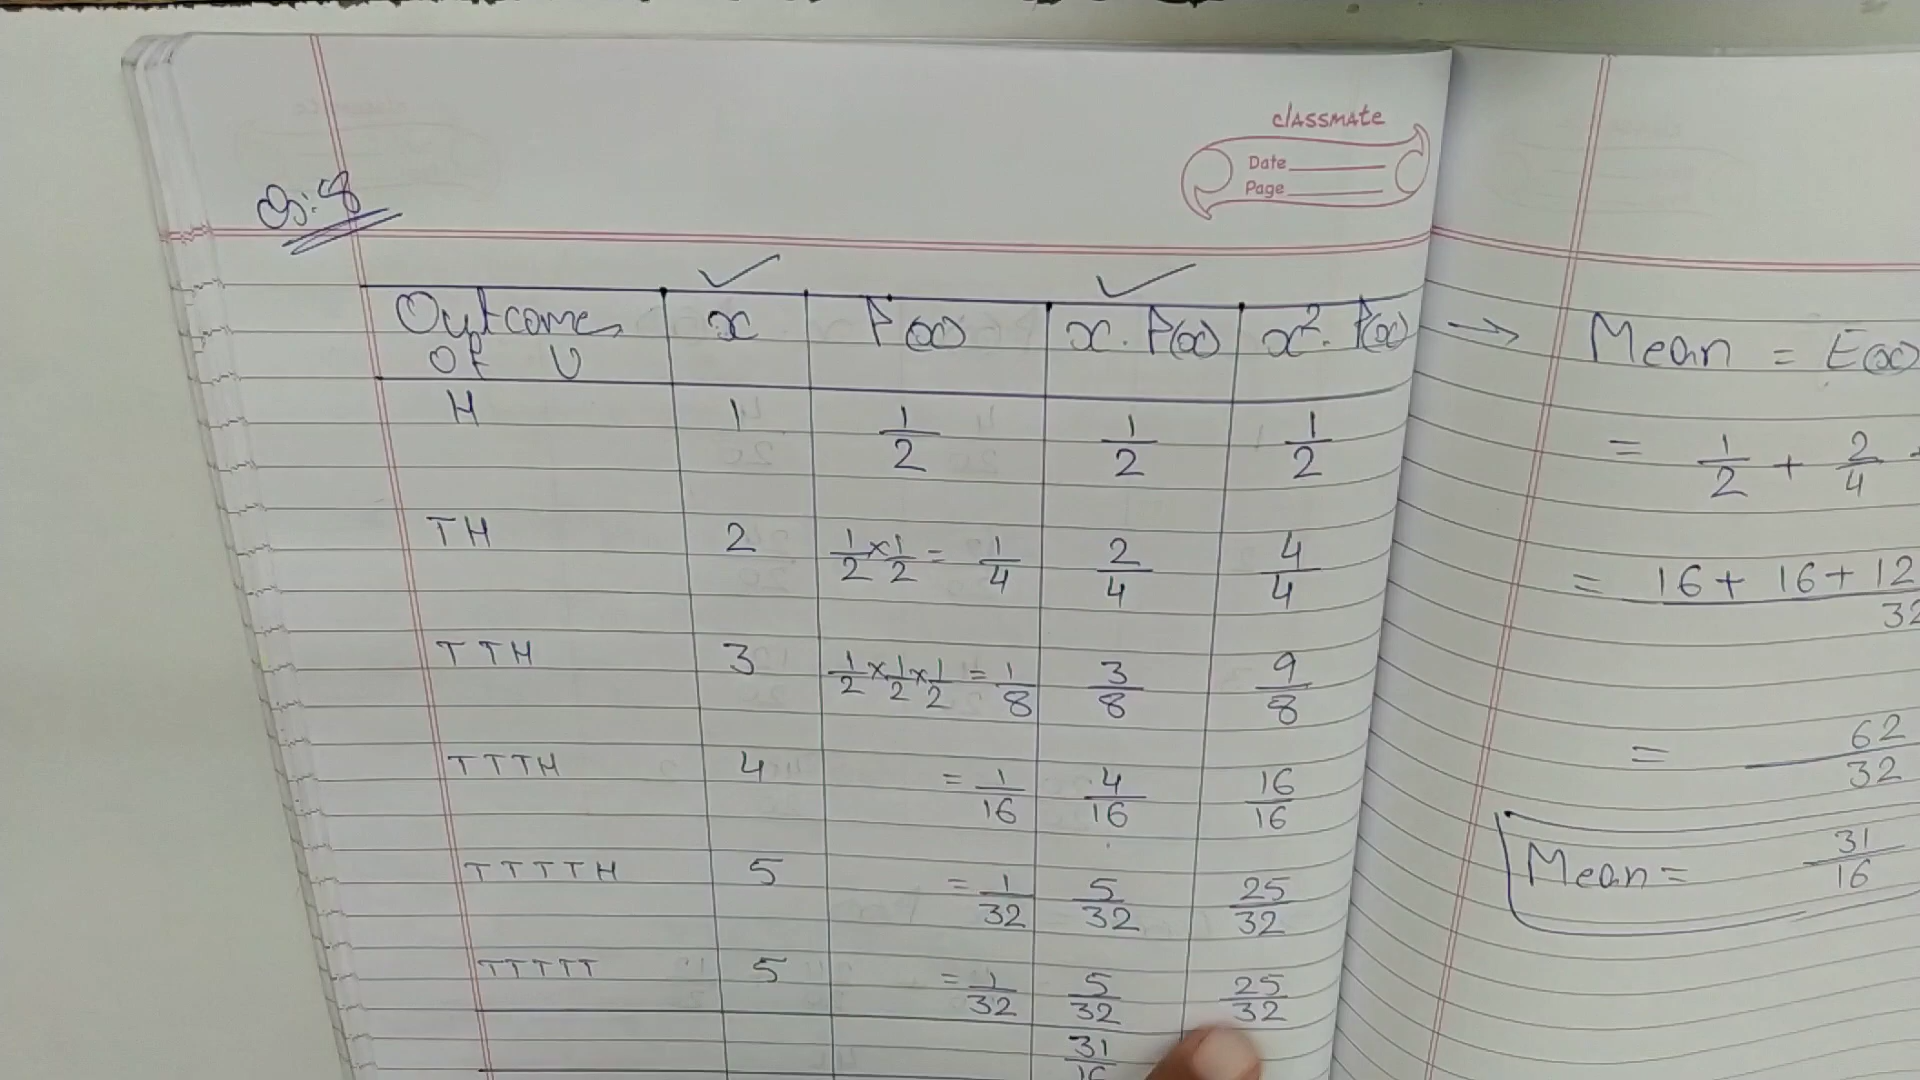 classmate
Date
Page
Q: 8
Outcomes of U | x | P(x) | x . P(x) | x² . P(x)
H | 1 | 1/2 | 1/2 | 1/2
TH | 2 | 1/2 × 1/2 = 1/4 | 2/4 | 4/4
TTH | 3 | 1/2 × 1/2 × 1/2 = 1/8 | 3/8 | 9/8
TTTH | 4 | = 1/16 | 4/16 | 16/16
TTTTH | 5 | = 1/32 | 5/32 | 25/32
TTTTT | 5 | = 1/32 | 5/32 | 25/32
31/16
→ Mean = E(x)
= 1/2 + 2/4 +
= 16 + 16 + 12 / 32
= 62/32
Mean = 31/16